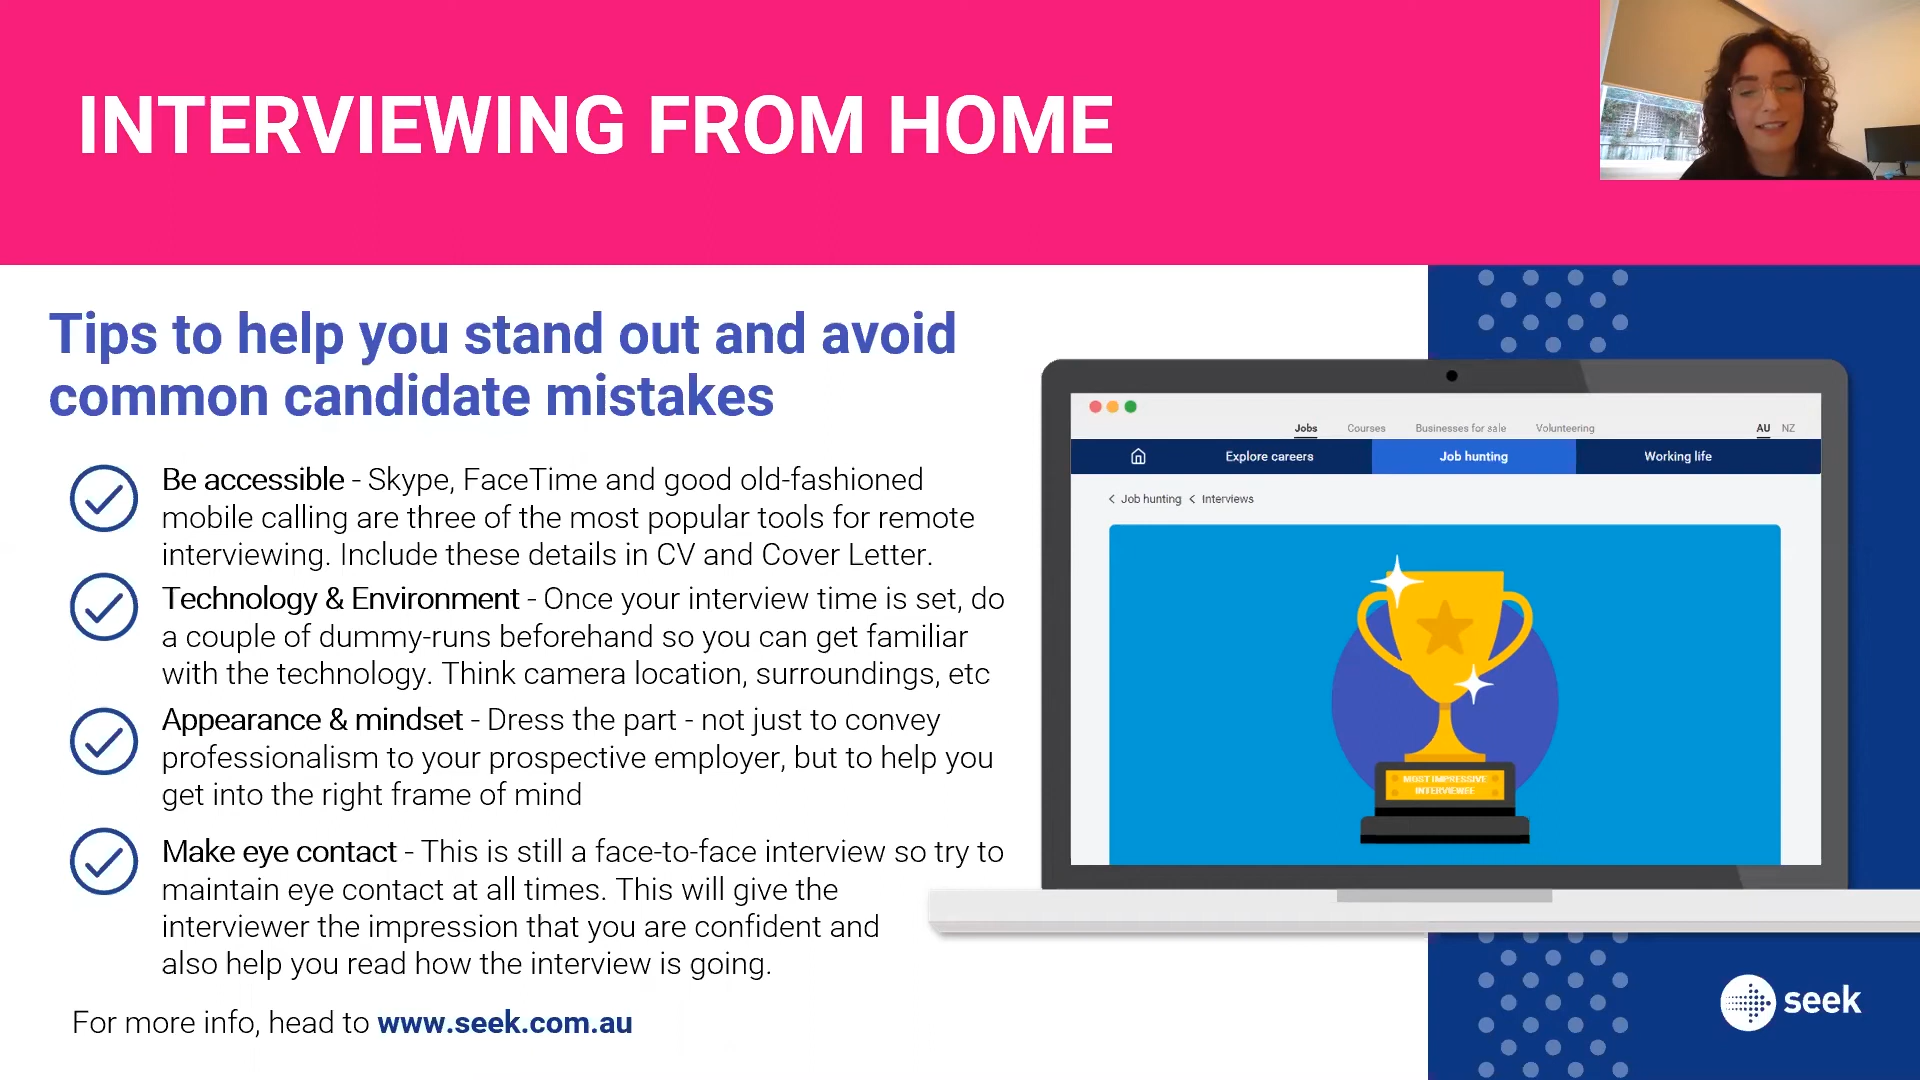 INTERVIEWING FROM HOME
Tips to help you stand out and avoid
common candidate mistakes
Be accessible - Skype, FaceTime and good old-fashioned
mobile calling are three of the most popular tools for remote
interviewing. Include these details in CV and Cover Letter.
Technology & Environment - Once your interview time is set, do
a couple of dummy-runs beforehand so you can get familiar
with the technology. Think camera location, surroundings, etc
Appearance & mindset - Dress the part - not just to convey
professionalism to your prospective employer, but to help you
get into the right frame of mind
Make eye contact - This is still a face-to-face interview so try to
maintain eye contact at all times. This will give the
interviewer the impression that you are confident and
also help you read how the interview is going.
For more info, head to www.seek.com.au
Jobs Courses Businesses for sale Volunteering AU NZ
Explore careers Job hunting Working life
< Job hunting < Interviews
MOST IMPRESSIVE
INTERVIEWEE
seek